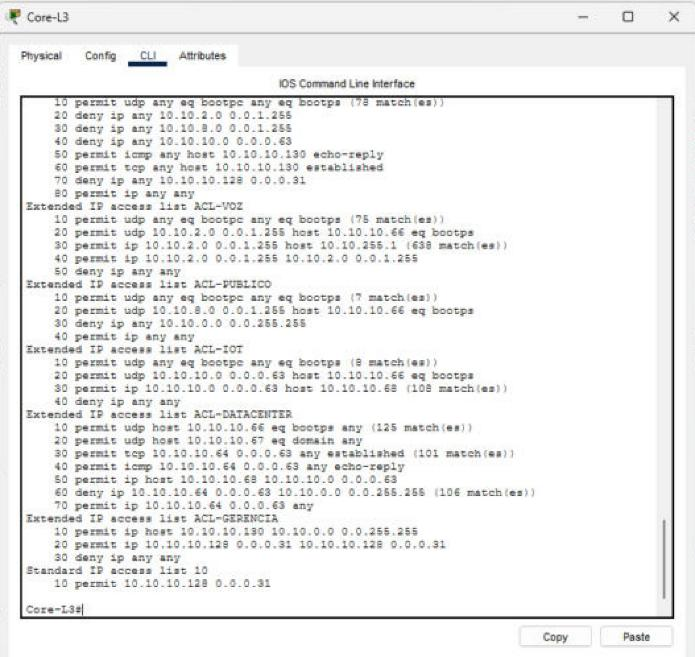 Core-L3
Physical Config CLI Attributes
IOS Command Line Interface
10 permit udp any eq bootpc any eq bootps (78 match(es))
20 deny ip any 10.10.2.0 0.0.1.255
30 deny ip any 10.10.8.0 0.0.1.255
40 deny ip any 10.10.10.0 0.0.0.63
50 permit icmp any host 10.10.10.130 echo-reply
60 permit tcp any host 10.10.10.130 established
70 deny ip any 10.10.10.128 0.0.0.31
80 permit ip any any
Extended IP access list ACL-VOZ
10 permit udp any eq bootpc any eq bootps (75 match(es))
20 permit udp 10.10.2.0 0.0.1.255 host 10.10.10.66 eq bootps
30 permit ip 10.10.2.0 0.0.1.255 host 10.10.255.1 (638 match(es))
40 permit ip 10.10.2.0 0.0.1.255 10.10.2.0 0.0.1.255
50 deny ip any any
Extended IP access list ACL-PUBLICO
10 permit udp any eq bootpc any eq bootps (7 match(es))
20 permit udp 10.10.8.0 0.0.1.255 host 10.10.10.66 eq bootps
30 deny ip any 10.10.0.0 0.0.255.255
40 permit ip any any
Extended IP access list ACL-IOT
10 permit udp any eq bootpc any eq bootps (8 match(es))
20 permit udp 10.10.10.0 0.0.0.63 host 10.10.10.66 eq bootps
30 permit ip 10.10.10.0 0.0.0.63 host 10.10.10.68 (108 match(es))
40 deny ip any any
Extended IP access list ACL-DATACENTER
10 permit udp host 10.10.10.66 eq bootps any (125 match(es))
20 permit udp host 10.10.10.67 eq domain any
30 permit tcp 10.10.10.64 0.0.0.63 any established (101 match(es))
40 permit icmp 10.10.10.64 0.0.0.63 any echo-reply
50 permit ip host 10.10.10.68 10.10.10.0 0.0.0.63
60 deny ip 10.10.10.64 0.0.0.63 10.10.0.0 0.0.255.255 (106 match(es))
70 permit ip 10.10.10.64 0.0.0.63 any
Extended IP access list ACL-GERENCIA
10 permit ip host 10.10.10.130 10.10.0.0 0.0.255.255
20 permit ip 10.10.10.128 0.0.0.31 10.10.10.128 0.0.0.31
30 deny ip any any
Standard IP access list 10
10 permit 10.10.10.128 0.0.0.31
Core-L3#
Copy Paste